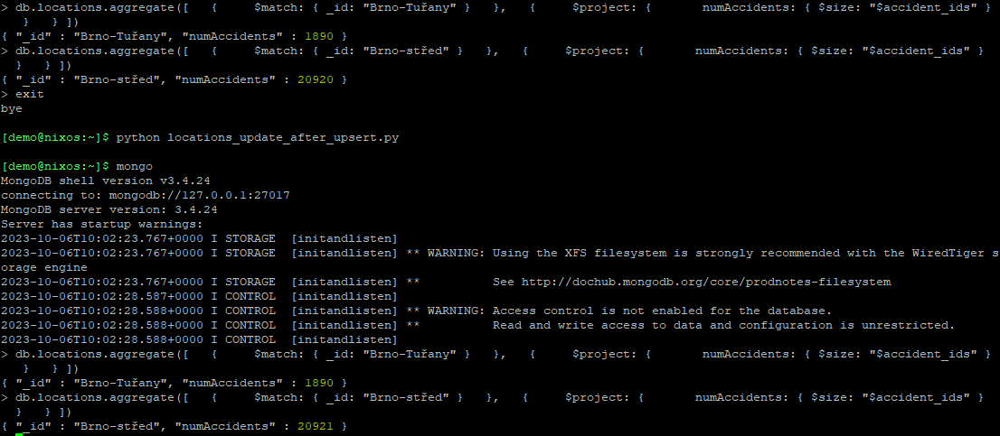 > db.locations.aggregate([   {     $match: { _id: "Brno-Tuřany" }   },   {     $project: {       numAccidents: { $size: "$accident_ids" }
   }   } ])
{ "_id" : "Brno-Tuřany", "numAccidents" : 1890 }
> db.locations.aggregate([   {     $match: { _id: "Brno-střed" }   },   {     $project: {       numAccidents: { $size: "$accident_ids" }
  }   } ])
{ "_id" : "Brno-střed", "numAccidents" : 20920 }
> exit
bye
[demo@nixos:~]$ python locations_update_after_upsert.py
[demo@nixos:~]$ mongo
MongoDB shell version v3.4.24
connecting to: mongodb://127.0.0.1:27017
MongoDB server version: 3.4.24
Server has startup warnings:
2023-10-06T10:02:23.767+0000 I STORAGE  [initandlisten]
2023-10-06T10:02:23.767+0000 I STORAGE  [initandlisten] ** WARNING: Using the XFS filesystem is strongly recommended with the WiredTiger s
orage engine
2023-10-06T10:02:23.767+0000 I STORAGE  [initandlisten] **          See http://dochub.mongodb.org/core/prodnotes-filesystem
2023-10-06T10:02:28.587+0000 I CONTROL  [initandlisten]
2023-10-06T10:02:28.588+0000 I CONTROL  [initandlisten] ** WARNING: Access control is not enabled for the database.
2023-10-06T10:02:28.588+0000 I CONTROL  [initandlisten] **          Read and write access to data and configuration is unrestricted.
2023-10-06T10:02:28.588+0000 I CONTROL  [initandlisten]
> db.locations.aggregate([   {     $match: { _id: "Brno-Tuřany" }   },   {     $project: {       numAccidents: { $size: "$accident_ids" }
   }   } ])
{ "_id" : "Brno-Tuřany", "numAccidents" : 1890 }
> db.locations.aggregate([   {     $match: { _id: "Brno-střed" }   },   {     $project: {       numAccidents: { $size: "$accident_ids" }
  }   } ])
{ "_id" : "Brno-střed", "numAccidents" : 20921 }